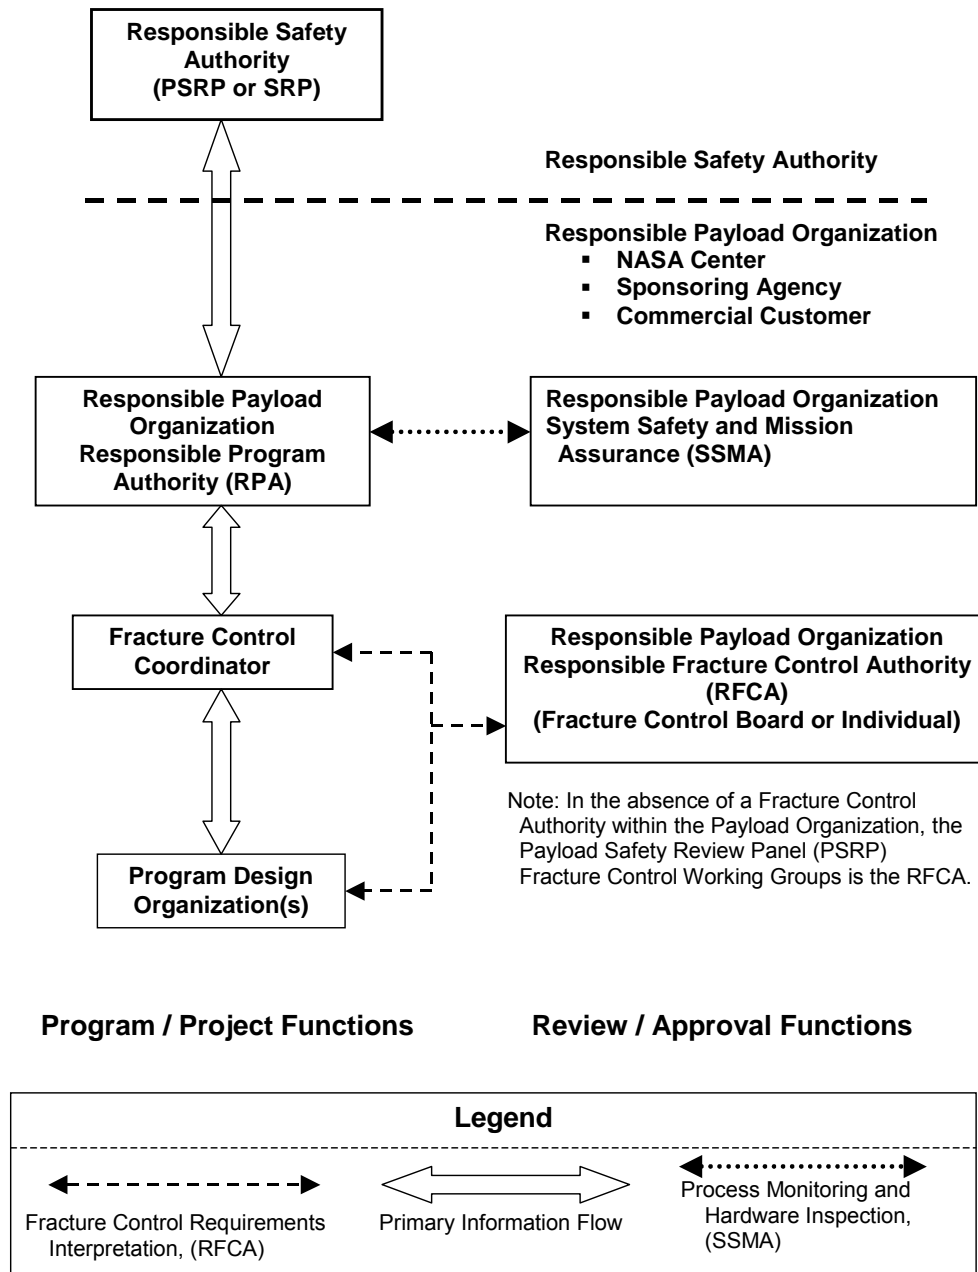 Responsible Safety
Authority
(PSRP or SRP)
Responsible Safety Authority
Responsible Payload Organization
▪ NASA Center
▪ Sponsoring Agency
▪ Commercial Customer
Responsible Payload
Organization
Responsible Program
Authority (RPA)
Responsible Payload Organization
System Safety and Mission
Assurance (SSMA)
Fracture Control
Coordinator
Responsible Payload Organization
Responsible Fracture Control Authority
(RFCA)
(Fracture Control Board or Individual)
Note: In the absence of a Fracture Control
Authority within the Payload Organization, the
Payload Safety Review Panel (PSRP)
Fracture Control Working Groups is the RFCA.
Program Design
Organization(s)
Program / Project Functions
Review / Approval Functions
Legend
Fracture Control Requirements
Interpretation, (RFCA)
Primary Information Flow
Process Monitoring and
Hardware Inspection,
(SSMA)